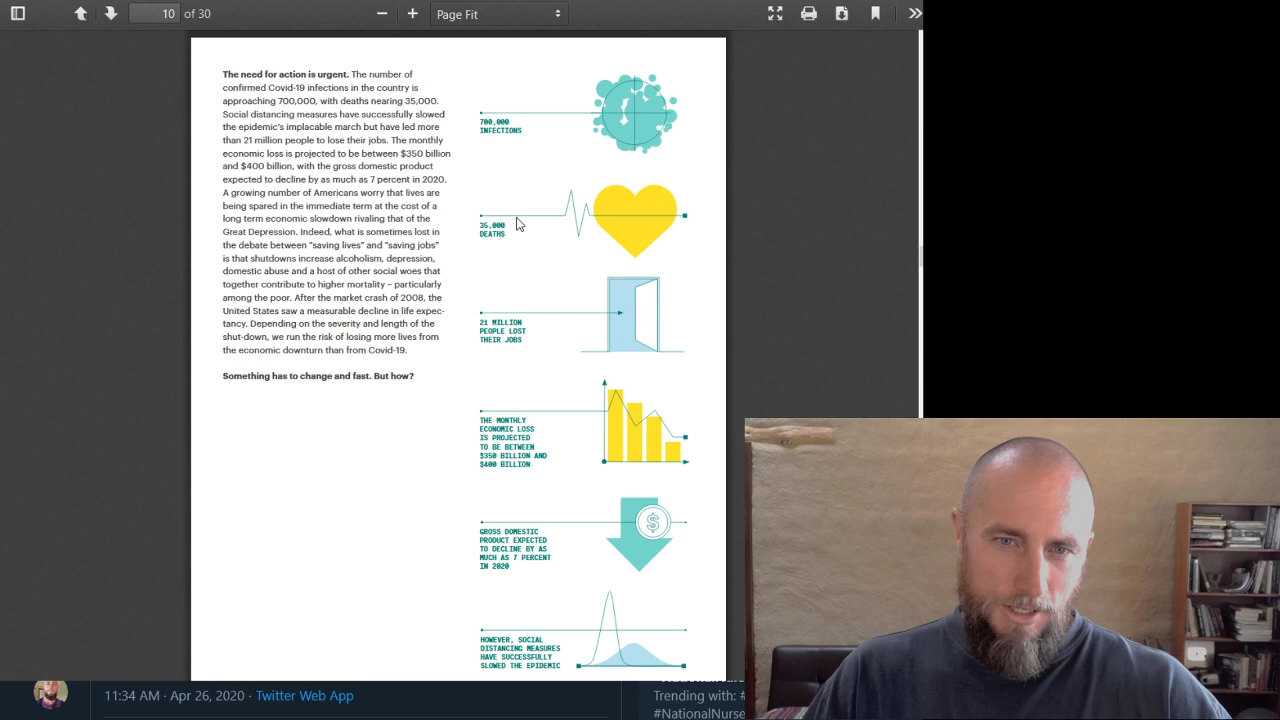 10 of 30
Page Fit
The need for action is urgent. The number of
confirmed Covid-19 infections in the country is
approaching 700,000, with deaths nearing 35,000.
Social distancing measures have successfully slowed
the epidemic's implacable march but have led more
than 21 million people to lose their jobs. The monthly
economic loss is projected to be between $350 billion
and $400 billion, with the gross domestic product
expected to decline by as much as 7 percent in 2020.
A growing number of Americans worry that lives are
being spared in the immediate term at the cost of a
long term economic slowdown rivaling that of the
Great Depression. Indeed, what is sometimes lost in
the debate between "saving lives" and "saving jobs"
is that shutdowns increase alcoholism, depression,
domestic abuse and a host of other social woes that
together contribute to higher mortality – particularly
among the poor. After the market crash of 2008, the
United States saw a measurable decline in life expec-
tancy. Depending on the severity and length of the
shut-down, we run the risk of losing more lives from
the economic downturn than from Covid-19.
Something has to change and fast. But how?
700,000
INFECTIONS
35,000
DEATHS
21 MILLION
PEOPLE LOST
THEIR JOBS
THE MONTHLY
ECONOMIC LOSS
IS PROJECTED
TO BE BETWEEN
$350 BILLION AND
$400 BILLION
$
GROSS DOMESTIC
PRODUCT EXPECTED
TO DECLINE BY AS
MUCH AS 7 PERCENT
IN 2020
HOWEVER, SOCIAL
DISTANCING MEASURES
HAVE SUCCESSFULLY
SLOWED THE EPIDEMIC
11:34 AM · Apr 26, 2020 · Twitter Web App
Trending with: #
#NationalNurse